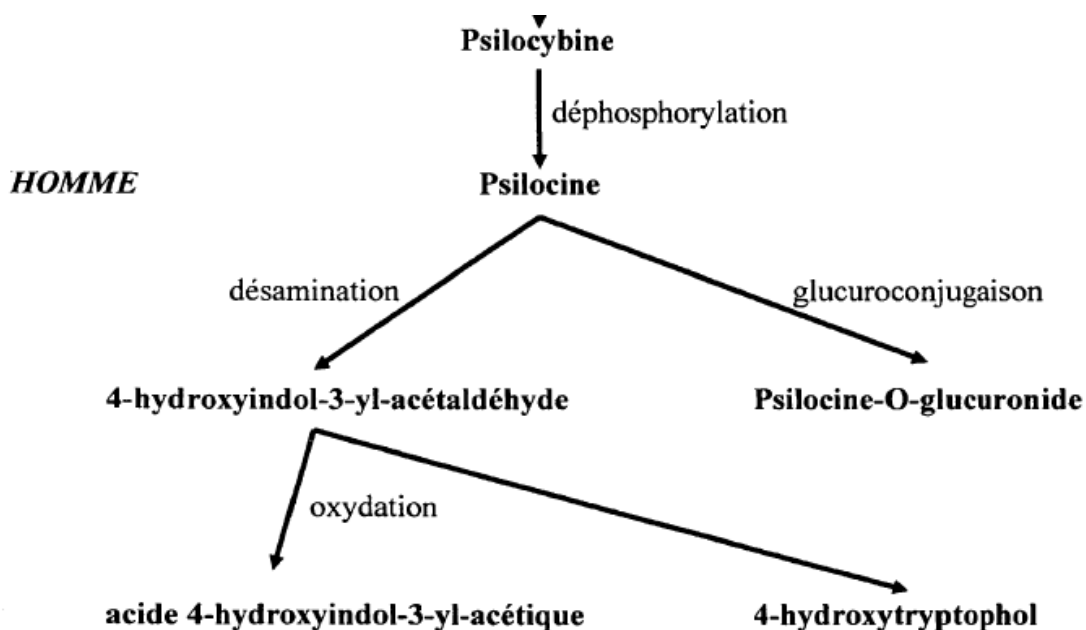 Psilocybine
déphosphorylation
HOMME
Psilocine
désamination
glucuroconjugaison
4-hydroxyindol-3-yl-acétaldéhyde
Psilocine-O-glucuronide
oxydation
acide 4-hydroxyindol-3-yl-acétique
4-hydroxytryptophol